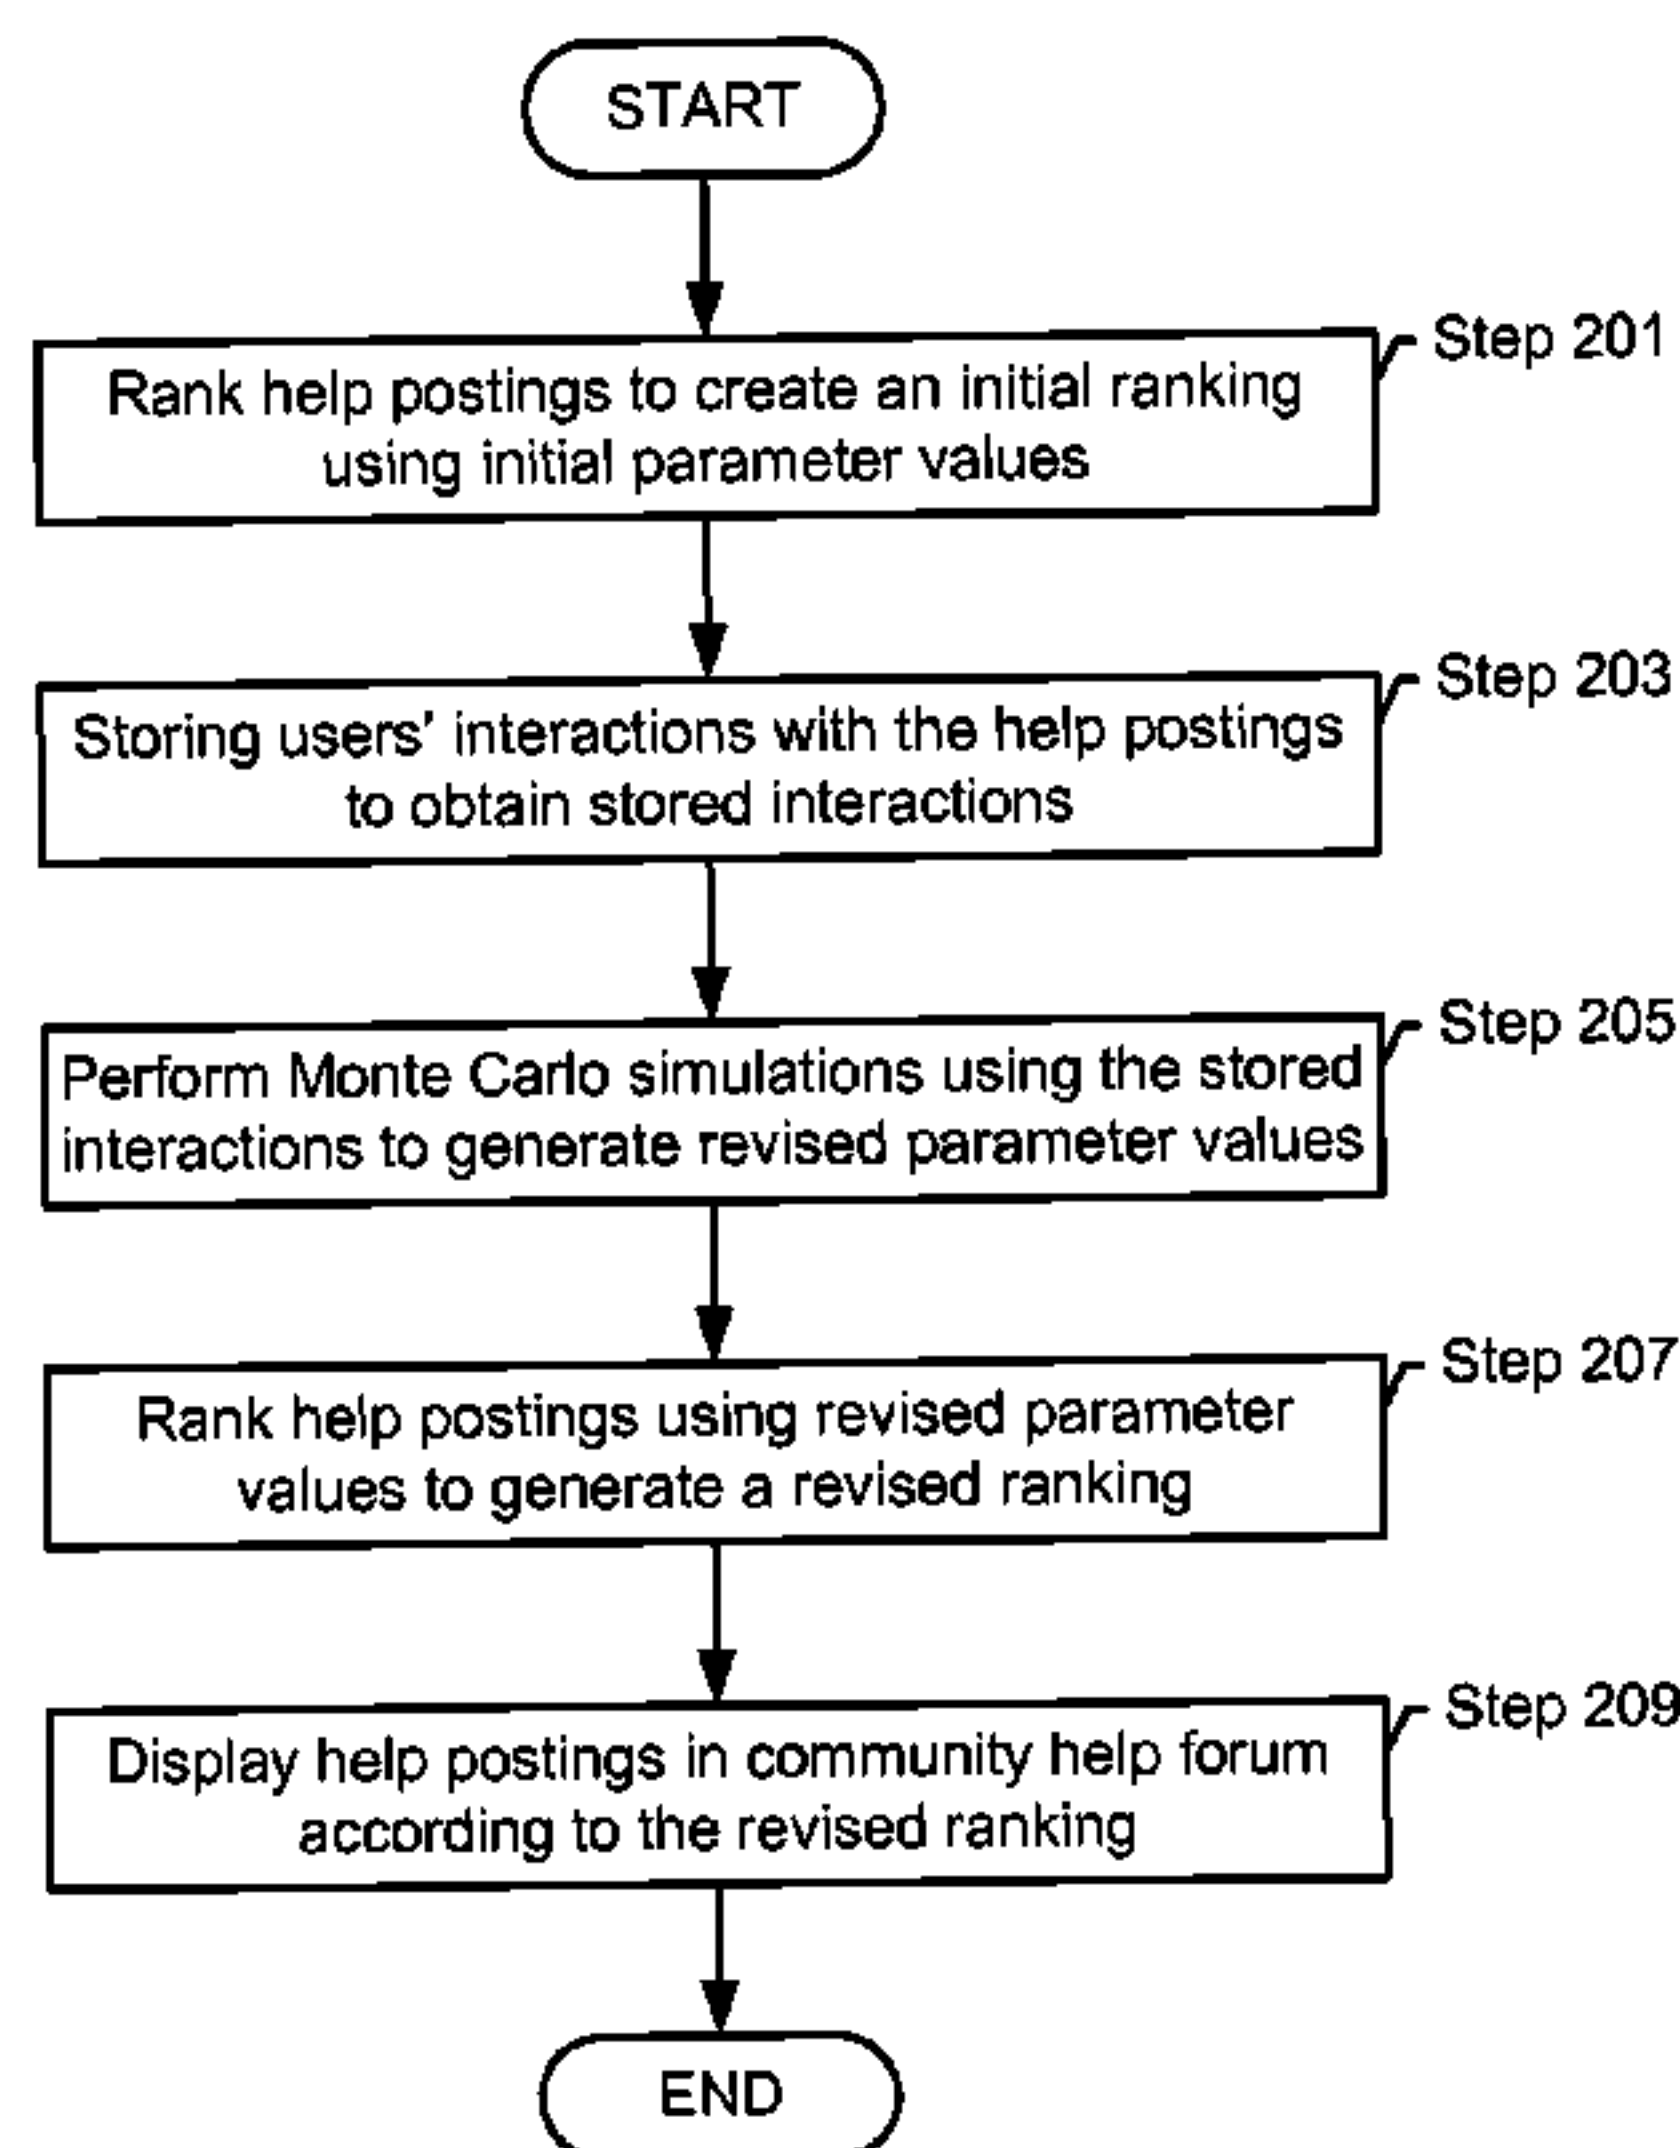 START
Step 201
Rank help postings to create an initial ranking
using initial parameter values
Step 203
Storing users' interactions with the help postings
to obtain stored interactions
Step 205
Perform Monte Carlo simulations using the stored
interactions to generate revised parameter values
Step 207
Rank help postings using revised parameter
values to generate a revised ranking
Step 209
Display help postings in community help forum
according to the revised ranking
END